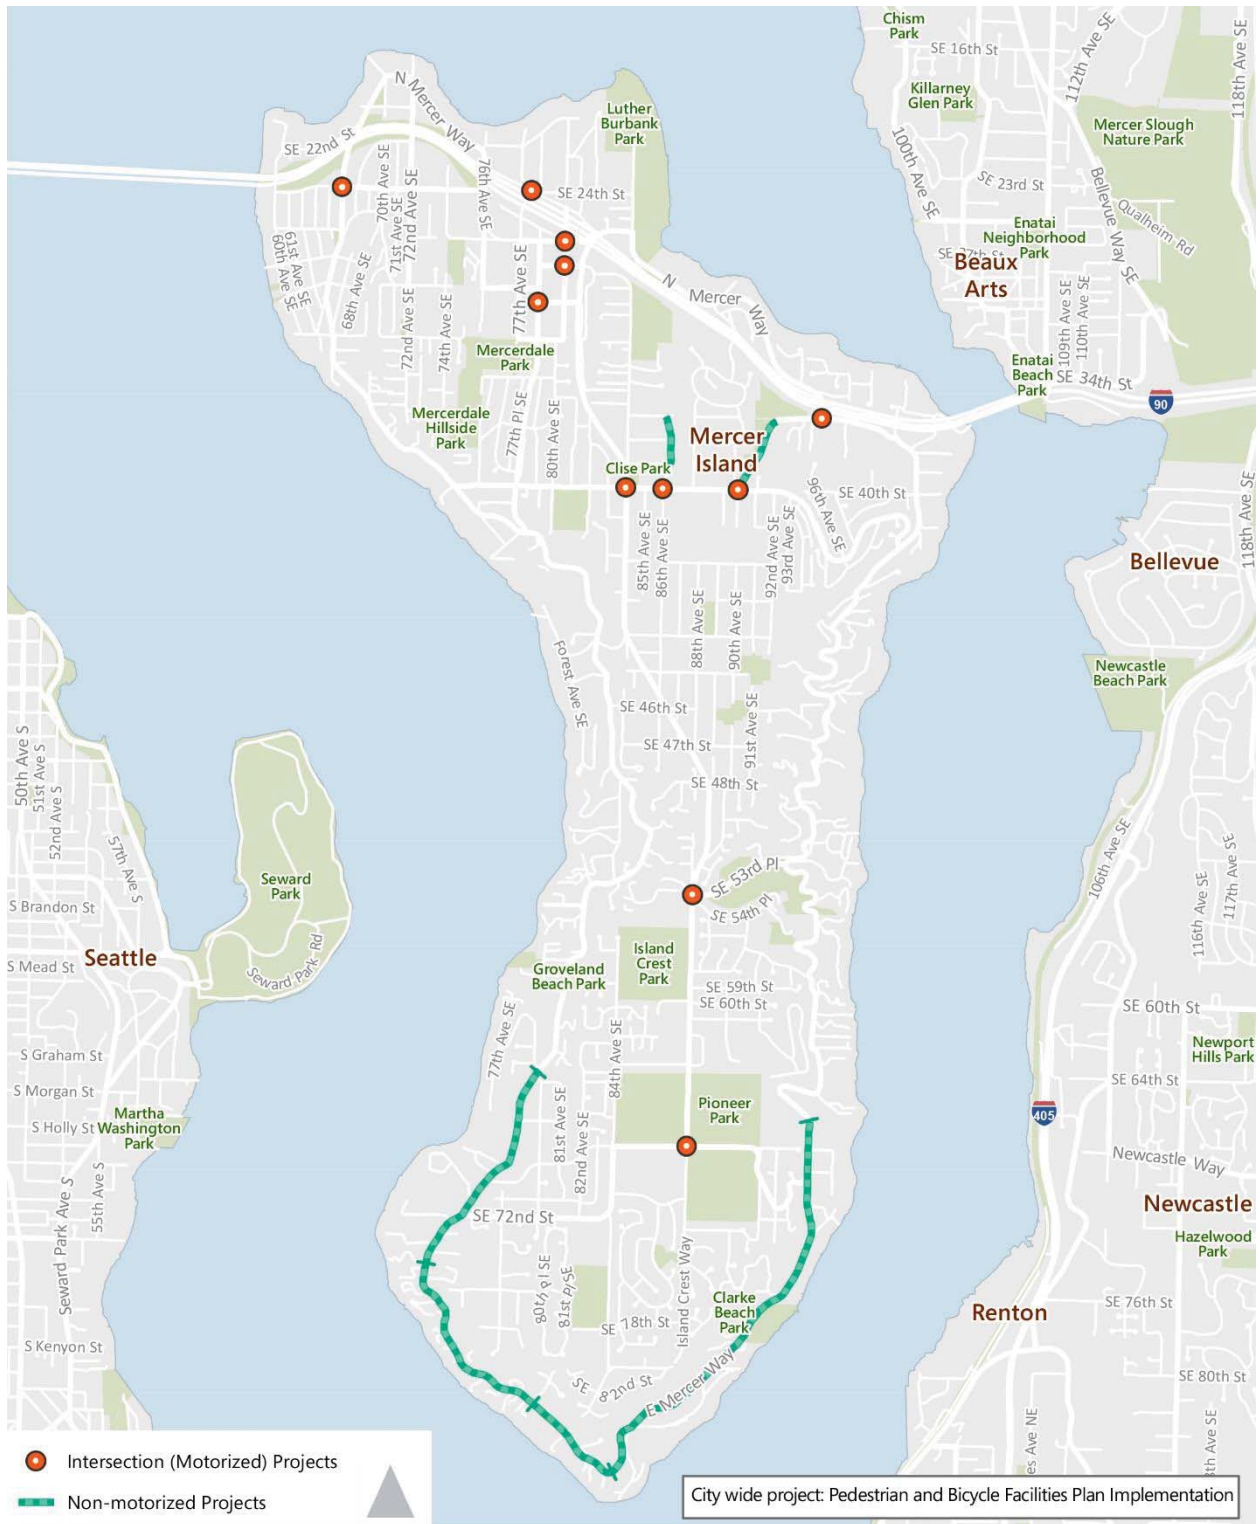 Chism
Park
SE 16th St
112th Ave SE
118th Ave SE
Killarney
Glen Park
N Mercer Way
Luther
Burbank
Park
Mercer Slough
Nature Park
SE 22nd St
100th Ave SE
76th Ave SE
70th Ave SE
72nd Ave SE
71st Ave SE
SE 24th St
SE 23rd St
Bellevue Way SE
Qualheim Rd
Enatai
Neighborhood
Park
61st Ave SE
60th Ave SE
68th Ave SE
77th Ave SE
Beaux
Arts
N Mercer Way
72nd Ave SE
74th Ave SE
109th Ave SE
110th Ave SE
Mercerdale
Park
Enatai
Beach
Park
SE 34th St
90
Mercerdale
Hillside
Park
77th Pl SE
80th Ave SE
Mercer
Island
Clise Park
96th Ave SE
SE 40th St
118th Ave SE
85th Ave SE
86th Ave SE
92nd Ave SE
93rd Ave SE
Bellevue
88th Ave SE
90th Ave SE
Forest Ave SE
Newcastle
Beach Park
SE 46th St
91st Ave SE
SE 47th St
SE 48th St
50th Ave S
51st Ave S
52nd Ave S
57th Ave S
106th Ave SE
Seward
Park
SE 53rd Pl
SE 54th Pl
116th Ave SE
117th Ave SE
S Brandon St
Seattle
S Mead St
Seward Park Rd
Groveland
Beach Park
Island
Crest
Park
SE 59th St
SE 60th St
SE 60th St
77th Ave SE
84th Ave SE
S Graham St
Newport
Hills Park
S Morgan St
SE 64th St
Martha
Washington
Park
S Holly St
81st Ave SE
82nd Ave SE
Pioneer
Park
405
Newcastle Way
Seward Park Ave S
55th Ave S
SE 72nd St
Newcastle
Hazelwood
Park
80th Pl SE
81st Pl SE
Island Crest Way
Clarke
Beach
Park
SE 76th St
Renton
SE 78th St
S Kenyon St
SE 82nd St
E Mercer Way
SE 80th St
Intersection (Motorized) Projects
Non-motorized Projects
City wide project: Pedestrian and Bicycle Facilities Plan Implementation